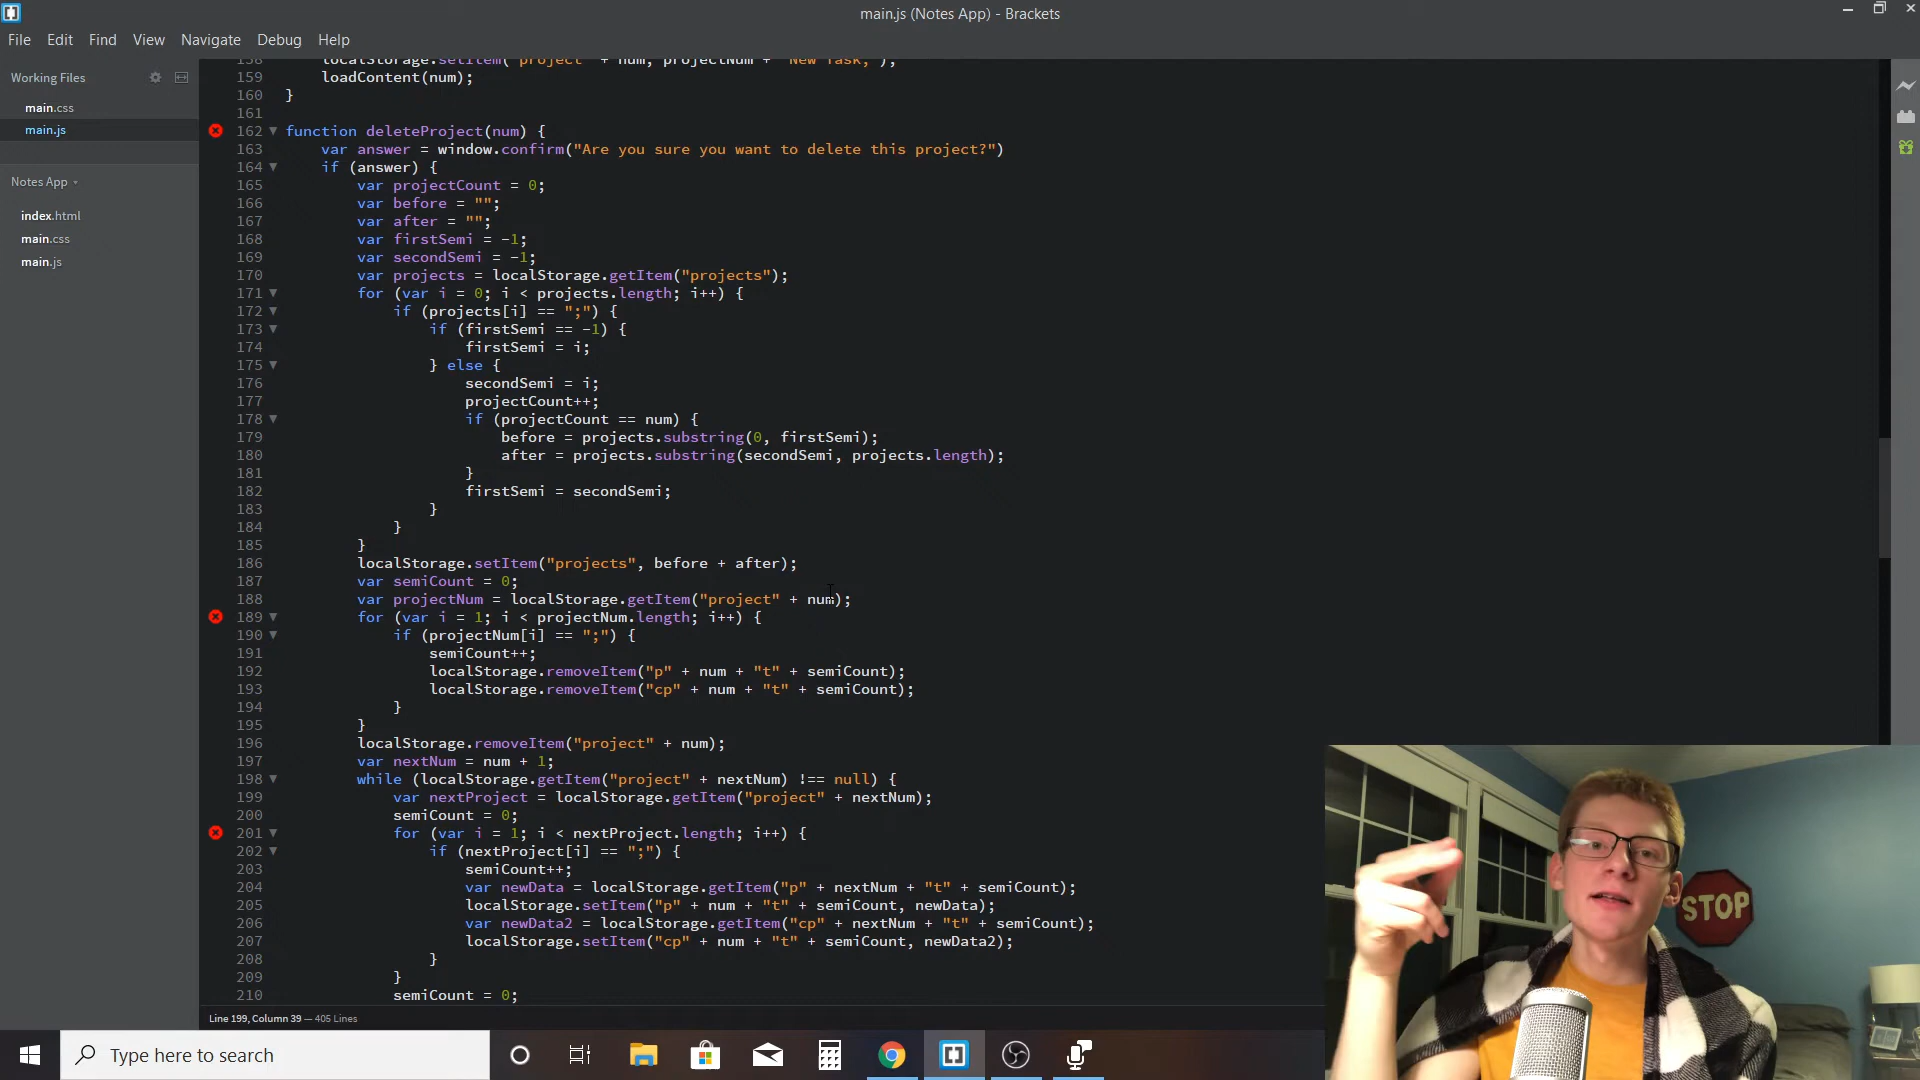 main.js (Notes App) - Brackets
File Edit Find View Navigate Debug Help
Working Files
main.css
main.js
Notes App
index.html
main.css
main.js
158 localStorage.setItem("project" + num, projectNum + "New Task;");
159 loadContent(num);
160 }
161
162 function deleteProject(num) {
163 var answer = window.confirm("Are you sure you want to delete this project?")
164 if (answer) {
165 var projectCount = 0;
166 var before = "";
167 var after = "";
168 var firstSemi = -1;
169 var secondSemi = -1;
170 var projects = localStorage.getItem("projects");
171 for (var i = 0; i < projects.length; i++) {
172 if (projects[i] == ";") {
173 if (firstSemi == -1) {
174 firstSemi = i;
175 } else {
176 secondSemi = i;
177 projectCount++;
178 if (projectCount == num) {
179 before = projects.substring(0, firstSemi);
180 after = projects.substring(secondSemi, projects.length);
181 }
182 firstSemi = secondSemi;
183 }
184 }
185 }
186 localStorage.setItem("projects", before + after);
187 var semiCount = 0;
188 var projectNum = localStorage.getItem("project" + num);
189 for (var i = 1; i < projectNum.length; i++) {
190 if (projectNum[i] == ";") {
191 semiCount++;
192 localStorage.removeItem("p" + num + "t" + semiCount);
193 localStorage.removeItem("cp" + num + "t" + semiCount);
194 }
195 }
196 localStorage.removeItem("project" + num);
197 var nextNum = num + 1;
198 while (localStorage.getItem("project" + nextNum) !== null) {
199 var nextProject = localStorage.getItem("project" + nextNum);
200 semiCount = 0;
201 for (var i = 1; i < nextProject.length; i++) {
202 if (nextProject[i] == ";") {
203 semiCount++;
204 var newData = localStorage.getItem("p" + nextNum + "t" + semiCount);
205 localStorage.setItem("p" + num + "t" + semiCount, newData);
206 var newData2 = localStorage.getItem("cp" + nextNum + "t" + semiCount);
207 localStorage.setItem("cp" + num + "t" + semiCount, newData2);
208 }
209 }
210 semiCount = 0;
STOP
Line 199, Column 39 — 405 Lines
Type here to search